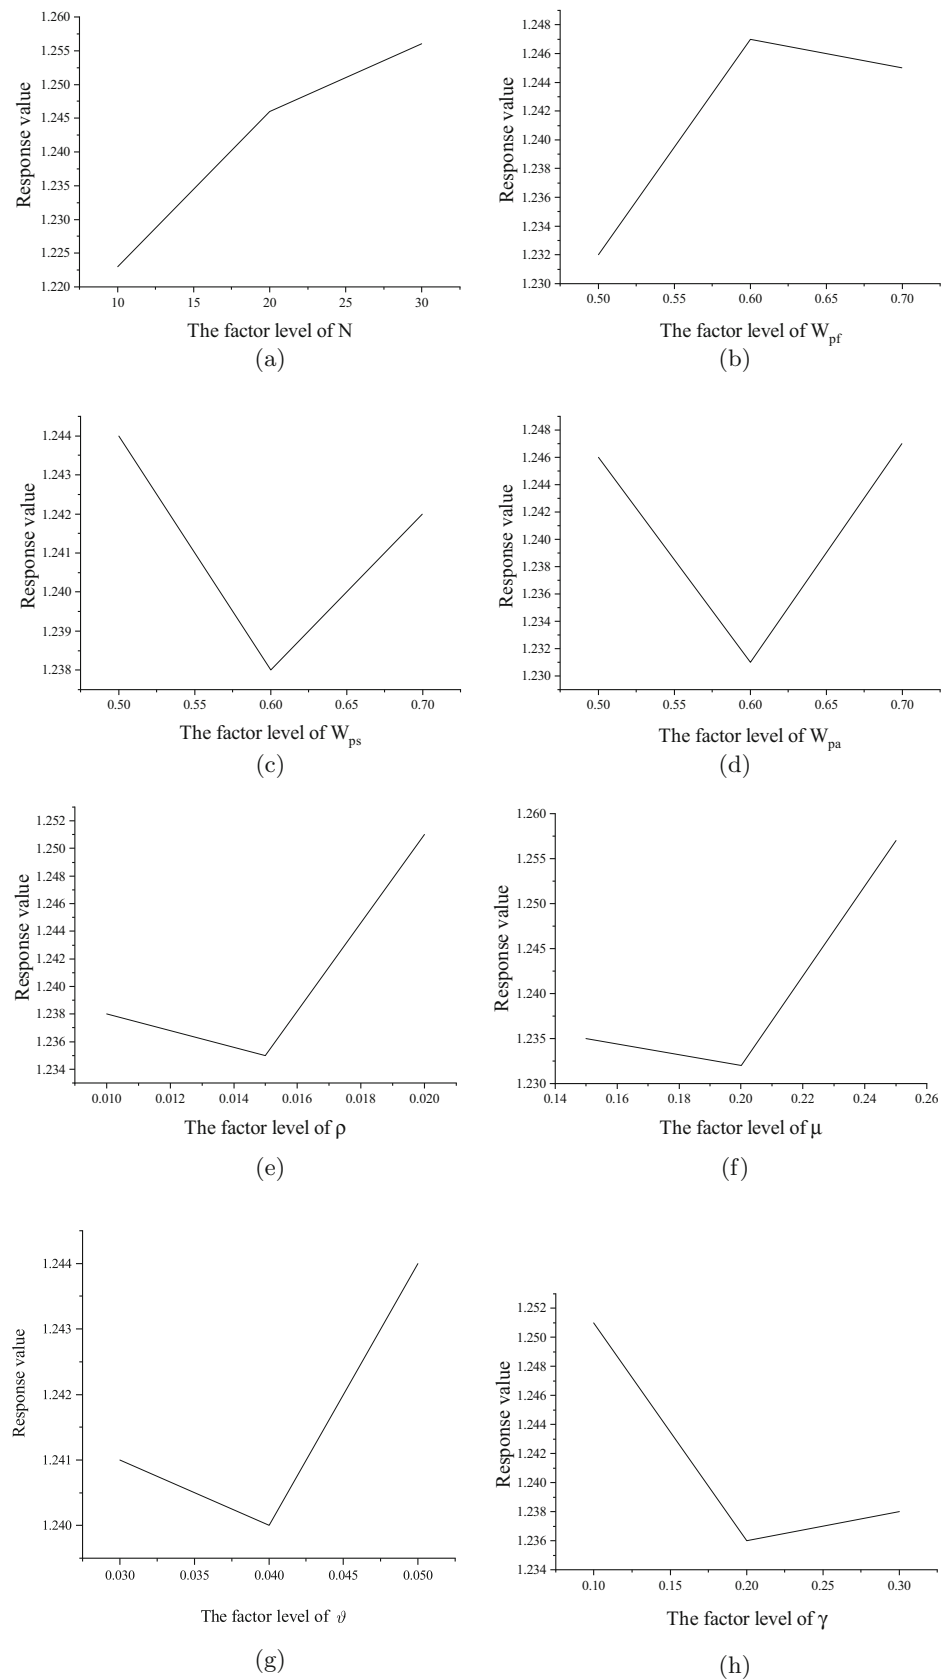 1.260
1.255
1.250
1.245
1.240
1.235
1.230
1.225
1.220
Response value
10 15 20 25 30
The factor level of N
(a)
1.248
1.246
1.244
1.242
1.240
1.238
1.236
1.234
1.232
1.230
Response value
0.50 0.55 0.60 0.65 0.70
The factor level of Wpf
(b)
1.244
1.243
1.242
1.241
1.240
1.239
1.238
Response value
0.50 0.55 0.60 0.65 0.70
The factor level of Wps
(c)
1.248
1.246
1.244
1.242
1.240
1.238
1.236
1.234
1.232
1.230
Response value
0.50 0.55 0.60 0.65 0.70
The factor level of Wpa
(d)
1.252
1.250
1.248
1.246
1.244
1.242
1.240
1.238
1.236
1.234
Response value
0.010 0.012 0.014 0.016 0.018 0.020
The factor level of ρ
(e)
1.260
1.255
1.250
1.245
1.240
1.235
1.230
Response value
0.14 0.16 0.18 0.20 0.22 0.24 0.26
The factor level of μ
(f)
1.244
1.243
1.242
1.241
1.240
Response value
0.030 0.035 0.040 0.045 0.050
The factor level of ϑ
(g)
1.252
1.250
1.248
1.246
1.244
1.242
1.240
1.238
1.236
1.234
Response value
0.10 0.15 0.20 0.25 0.30
The factor level of γ
(h)